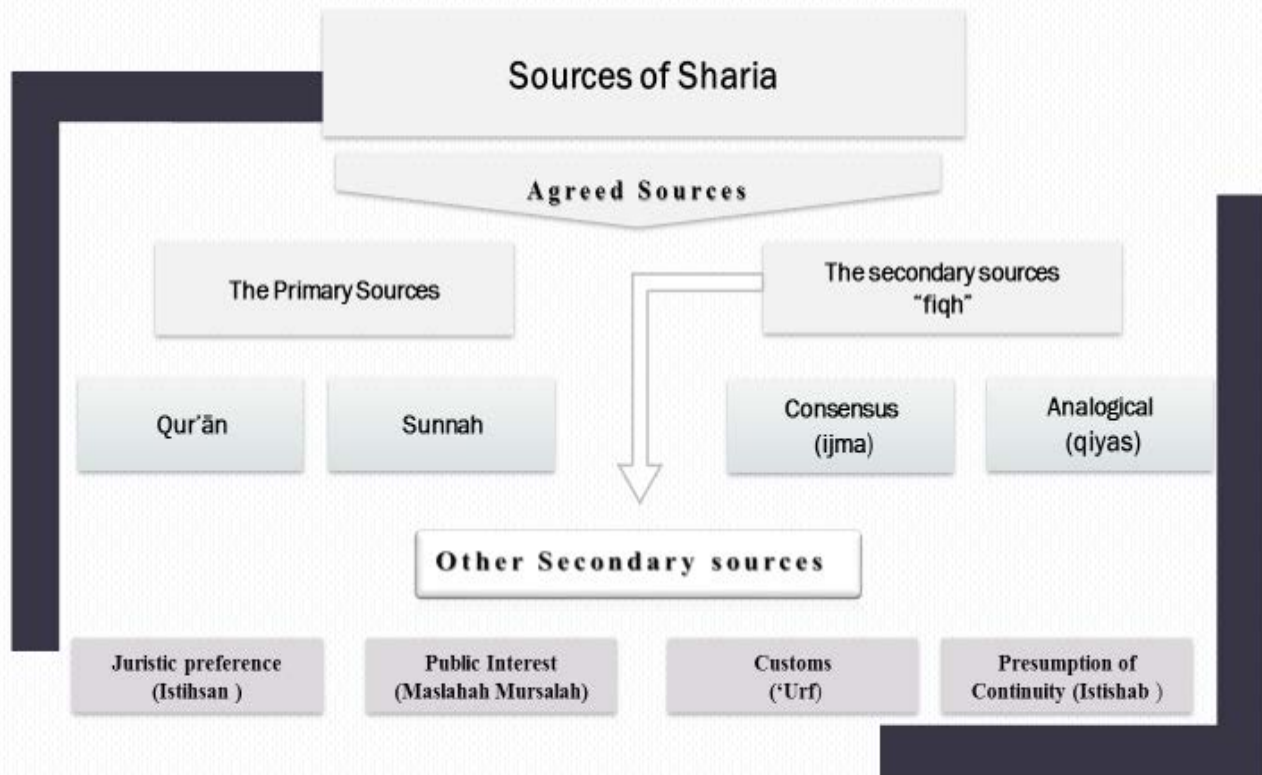 Sources of Sharia
Agreed Sources
The Primary Sources
The secondary sources
“fiqh”
Qur’ān
Sunnah
Consensus
(ijma)
Analogical
(qiyas)
Other Secondary sources
Juristic preference
(Istihsan )
Public Interest
(Maslahah Mursalah)
Customs
(‘Urf)
Presumption of
Continuity (Istishab )